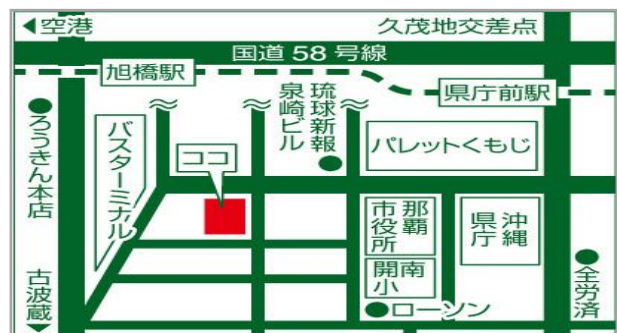 ◀空港
久茂地交差点
国道58号線
旭橋駅
県庁前駅
琉球新報
泉崎ビル
パレットくもじ
ろうきん本店
バスターミナル
ココ
那覇
市役所
沖縄
県庁
南
開小
ローソン
全労済
古波蔵▼